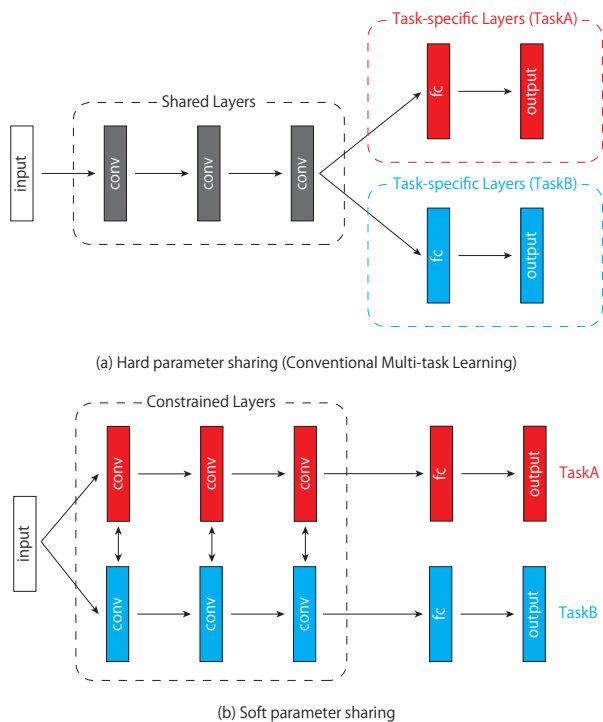 Task-specific Layers (TaskA)
fc
output
Shared Layers
input
conv
conv
conv
Task-specific Layers (TaskB)
fc
output
(a) Hard parameter sharing (Conventional Multi-task Learning)
Constrained Layers
conv
conv
conv
fc
output
TaskA
input
conv
conv
conv
fc
output
TaskB
(b) Soft parameter sharing